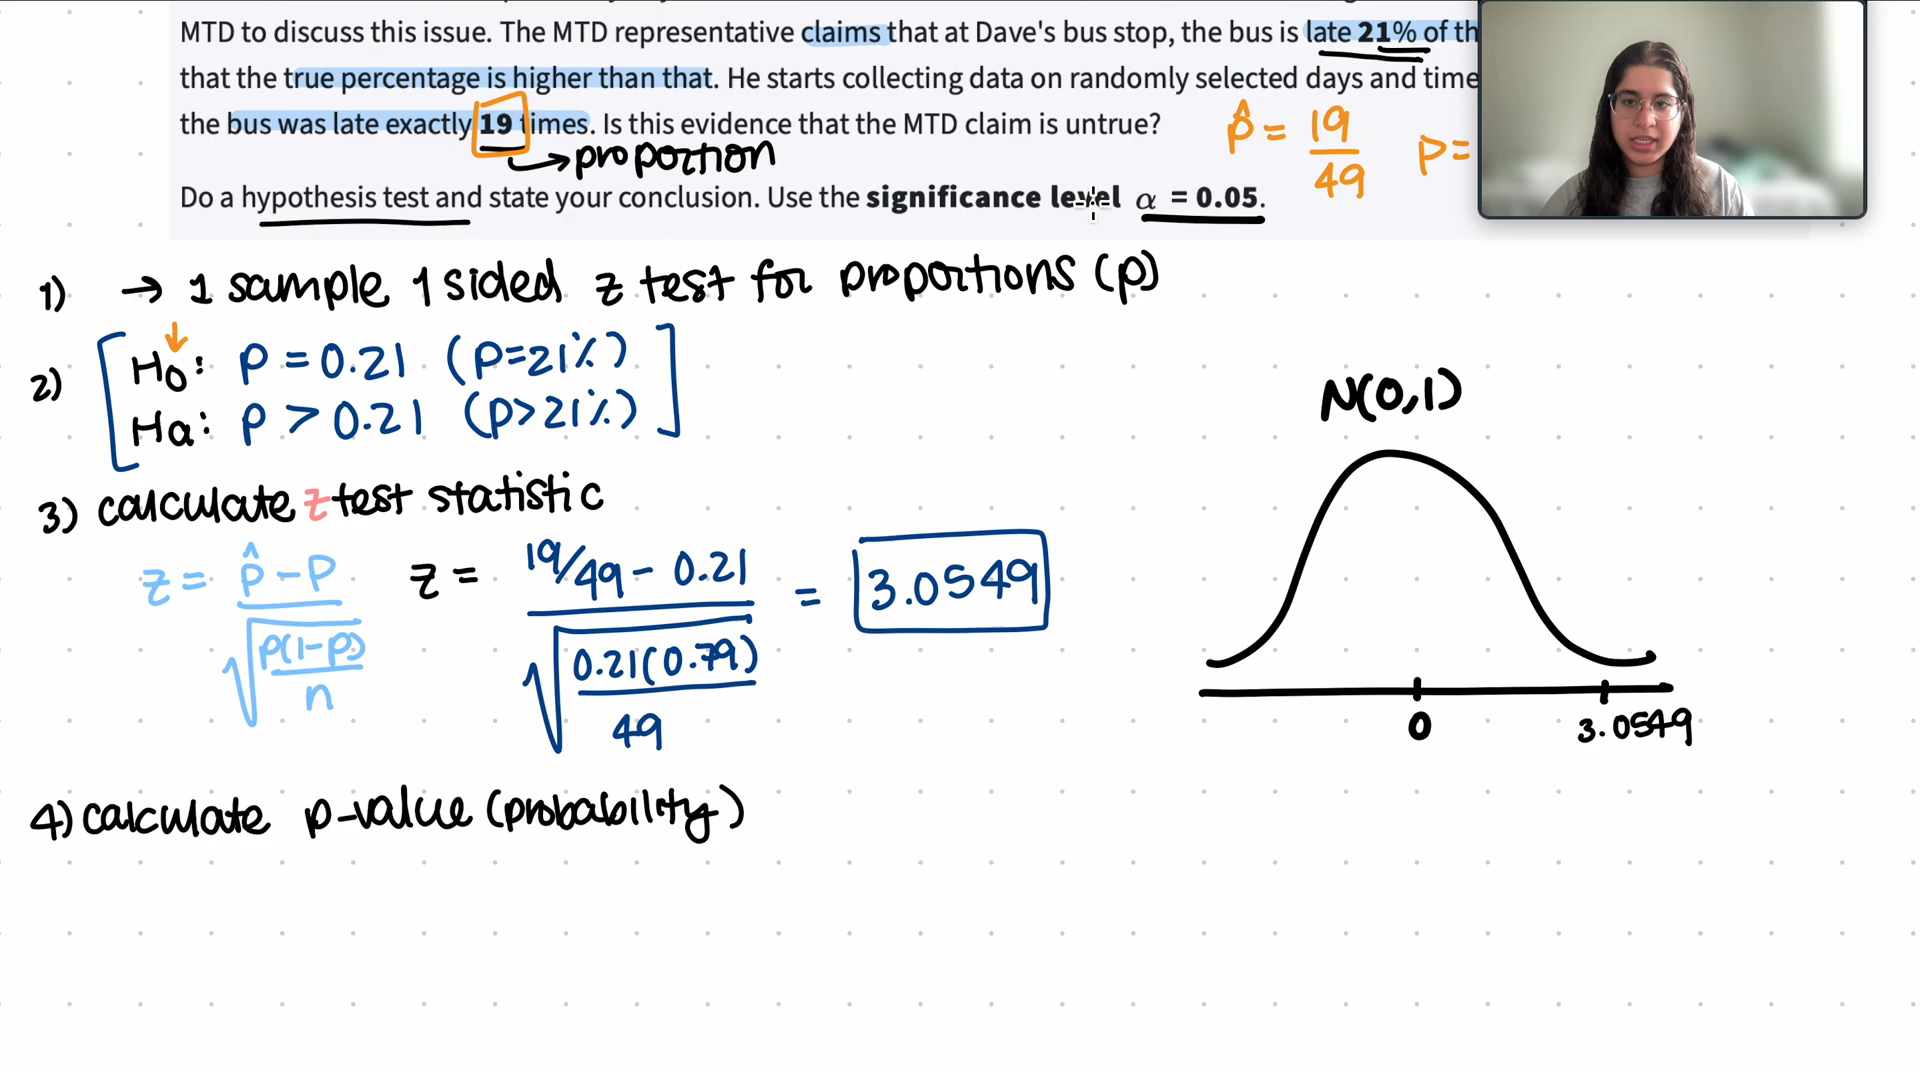 MTD to discuss this issue. The MTD representative claims that at Dave's bus stop, the bus is late 21% of th
that the true percentage is higher than that. He starts collecting data on randomly selected days and time
the bus was late exactly 19 times. Is this evidence that the MTD claim is untrue?
p̂ = 19/49
p =
→ proportion
Do a hypothesis test and state your conclusion. Use the significance level α = 0.05.
1) → 1 sample 1 sided z test for proportions (p)
2) H0: p = 0.21 (p=21%)
Ha: p > 0.21 (p>21%)
N(0,1)
3) calculate z test statistic
z = p̂ - p / √(p(1-p)/n)
z = 19/49 - 0.21 / √(0.21(0.79)/49) = 3.0549
0 3.0549
4) calculate p-value (probability)